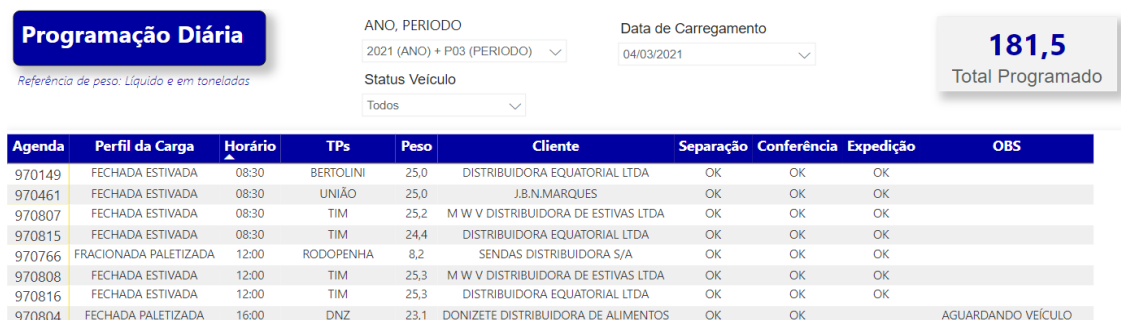 Programação Diária
Referência de peso: Líquido e em toneladas
ANO, PERIODO
2021 (ANO) + P03 (PERIODO)
Status Veículo
Todos
Data de Carregamento
04/03/2021
181,5
Total Programado
Agenda Perfil da Carga Horário TPs Peso Cliente Separação Conferência Expedição OBS
970149 FECHADA ESTIVADA 08:30 BERTOLINI 25,0 DISTRIBUIDORA EQUATORIAL LTDA OK OK OK
970461 FECHADA ESTIVADA 08:30 UNIÃO 25,0 J.B.N.MARQUES OK OK OK
970807 FECHADA ESTIVADA 08:30 TIM 25,2 M W V DISTRIBUIDORA DE ESTIVAS LTDA OK OK OK
970815 FECHADA ESTIVADA 08:30 TIM 24,4 DISTRIBUIDORA EQUATORIAL LTDA OK OK OK
970766 FRACIONADA PALETIZADA 12:00 RODOPENHA 8,2 SENDAS DISTRIBUIDORA S/A OK OK OK
970808 FECHADA ESTIVADA 12:00 TIM 25,3 M W V DISTRIBUIDORA DE ESTIVAS LTDA OK OK OK
970816 FECHADA ESTIVADA 12:00 TIM 25,3 DISTRIBUIDORA EQUATORIAL LTDA OK OK OK
970804 FECHADA PALETIZADA 16:00 DNZ 23,1 DONIZETE DISTRIBUIDORA DE ALIMENTOS OK OK AGUARDANDO VEÍCULO